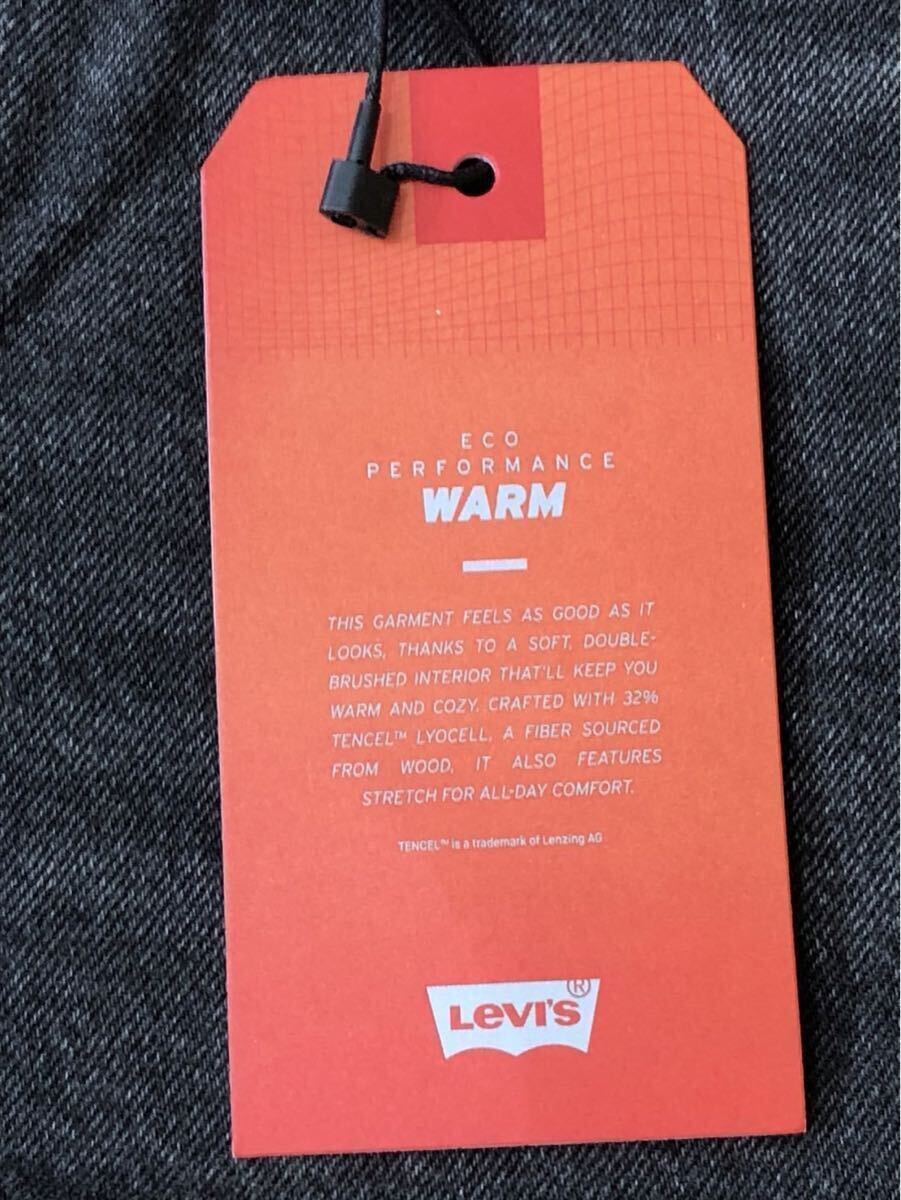 ECO
PERFORMANCE
WARM
THIS GARMENT FEELS AS GOOD AS IT
LOOKS, THANKS TO A SOFT, DOUBLE-
BRUSHED INTERIOR THAT'LL KEEP YOU
WARM AND COZY. CRAFTED WITH 32%
TENCEL™ LYOCELL, A FIBER SOURCED
FROM WOOD, IT ALSO FEATURES
STRETCH FOR ALL-DAY COMFORT.
TENCEL™ is a trademark of Lenzing AG
LEVI'S®